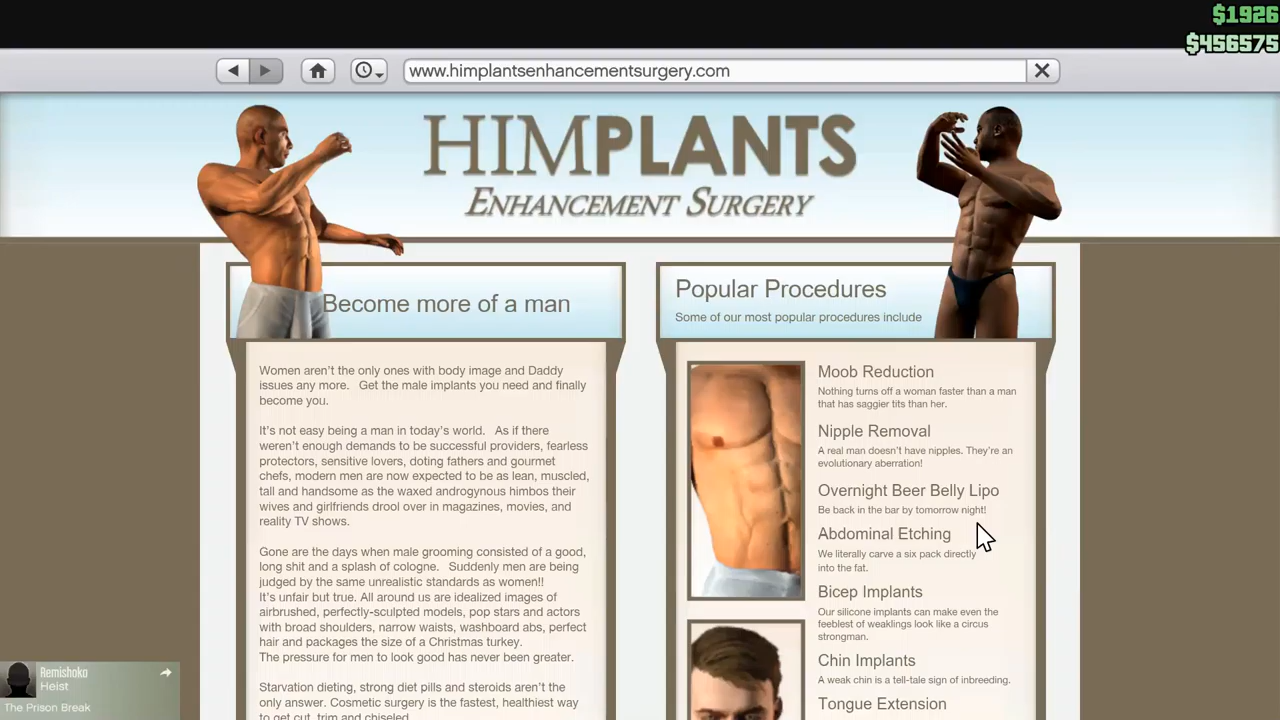 $1926
$456575
www.himplantsenhancementsurgery.com
HIMPLANTS
ENHANCEMENT SURGERY
Become more of a man
Women aren't the only ones with body image and Daddy
issues any more. Get the male implants you need and finally
become you.
It's not easy being a man in today's world. As if there
weren't enough demands to be successful providers, fearless
protectors, sensitive lovers, doting fathers and gourmet
chefs, modern men are now expected to be as lean, muscled,
tall and handsome as the waxed androgynous himbos their
wives and girlfriends drool over in magazines, movies, and
reality TV shows.
Gone are the days when male grooming consisted of a good,
long shit and a splash of cologne. Suddenly men are being
judged by the same unrealistic standards as women!!
It's unfair but true. All around us are idealized images of
airbrushed, perfectly-sculpted models, pop stars and actors
with broad shoulders, narrow waists, washboard abs, perfect
hair and packages the size of a Christmas turkey.
The pressure for men to look good has never been greater.
Starvation dieting, strong diet pills and steroids aren't the
only answer. Cosmetic surgery is the fastest, healthiest way
to get cut, trim and chiseled.
Popular Procedures
Some of our most popular procedures include
Moob Reduction
Nothing turns off a woman faster than a man
that has saggier tits than her.
Nipple Removal
A real man doesn't have nipples. They're an
evolutionary aberration!
Overnight Beer Belly Lipo
Be back in the bar by tomorrow night!
Abdominal Etching
We literally carve a six pack directly
into the fat.
Bicep Implants
Our silicone implants can make even the
feeblest of weaklings look like a circus
strongman.
Chin Implants
A weak chin is a tell-tale sign of inbreeding.
Tongue Extension
Remishoko
Heist
The Prison Break